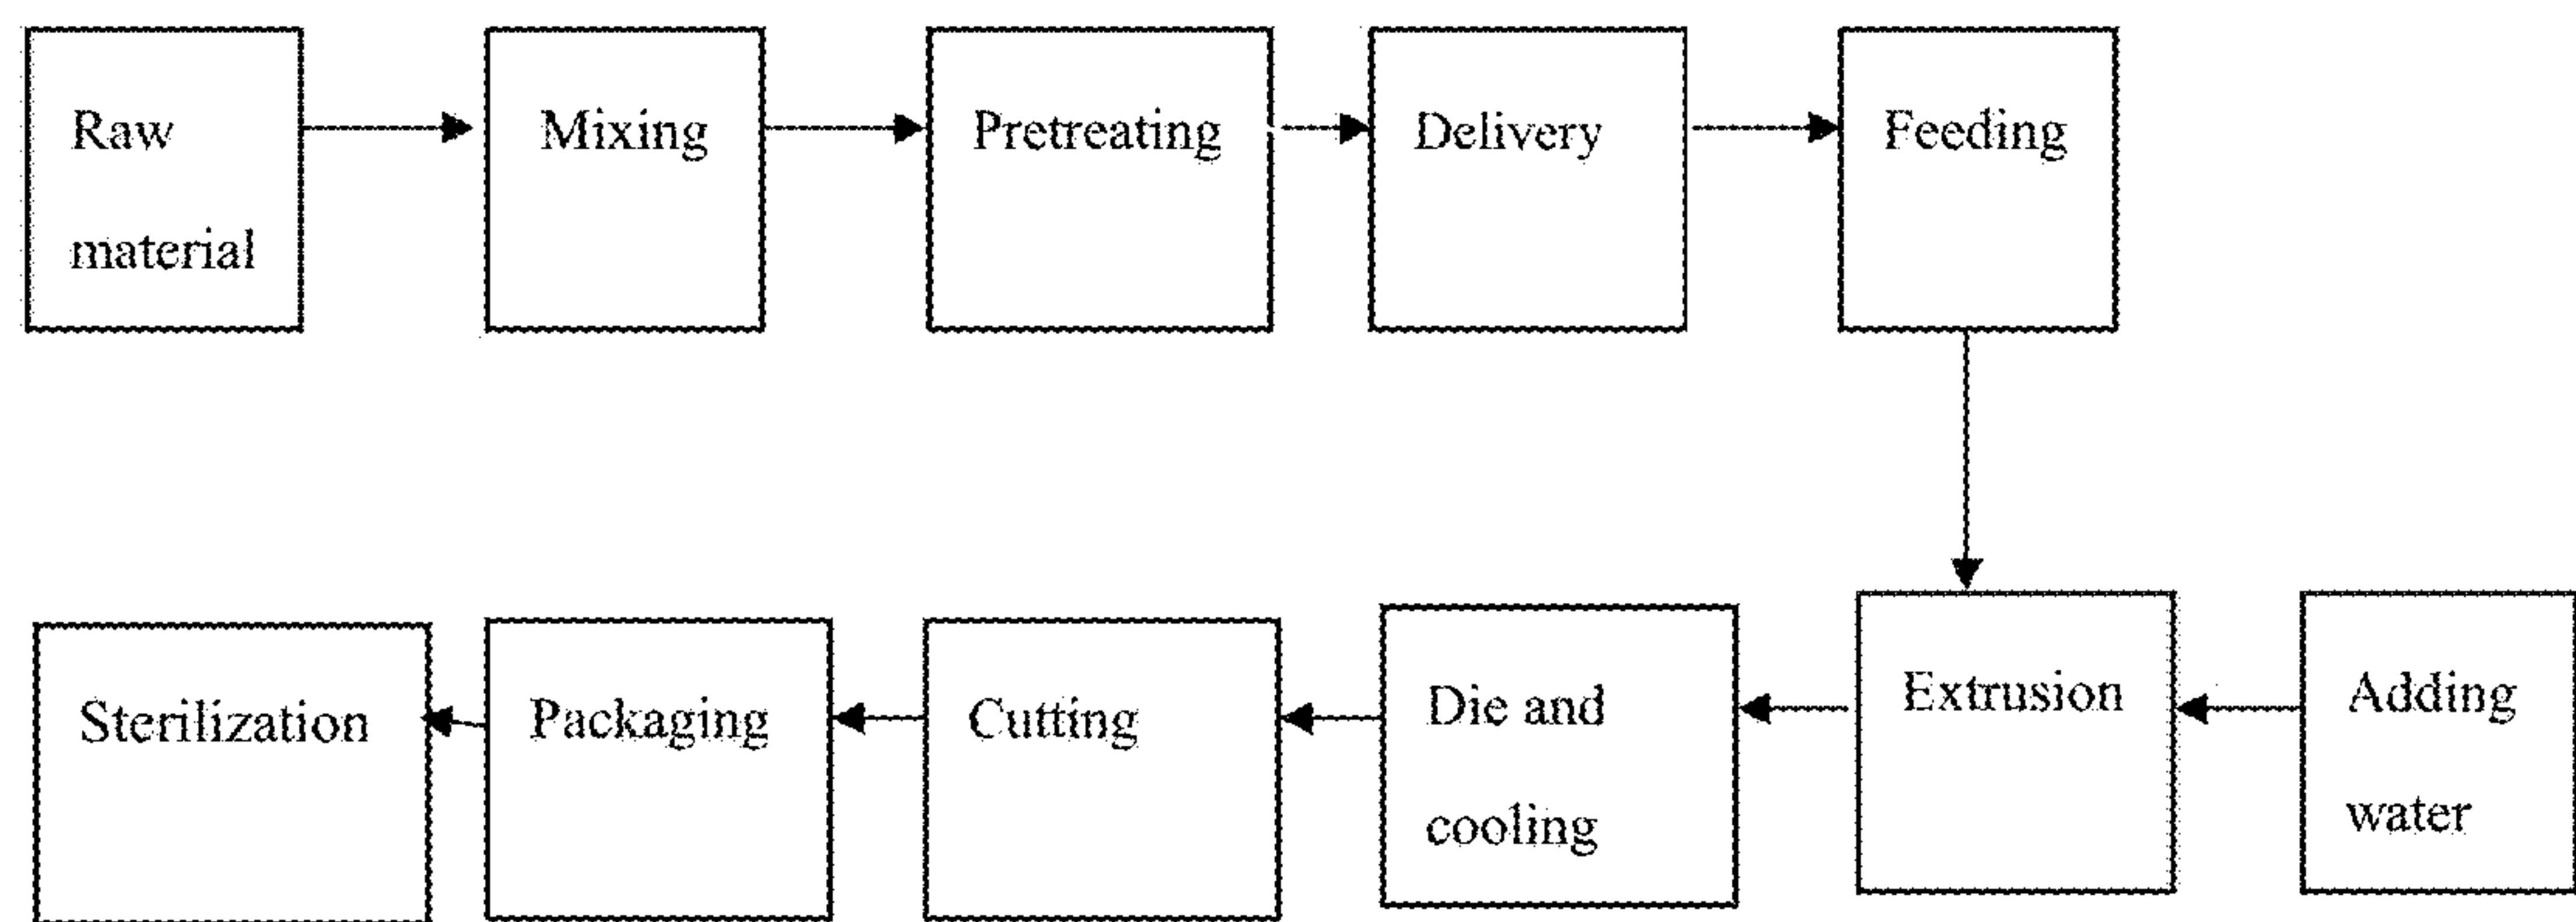 Raw
material
Mixing
Pretreating
Delivery
Feeding
Sterilization
Packaging
Cutting
Die and
cooling
Extrusion
Adding
water